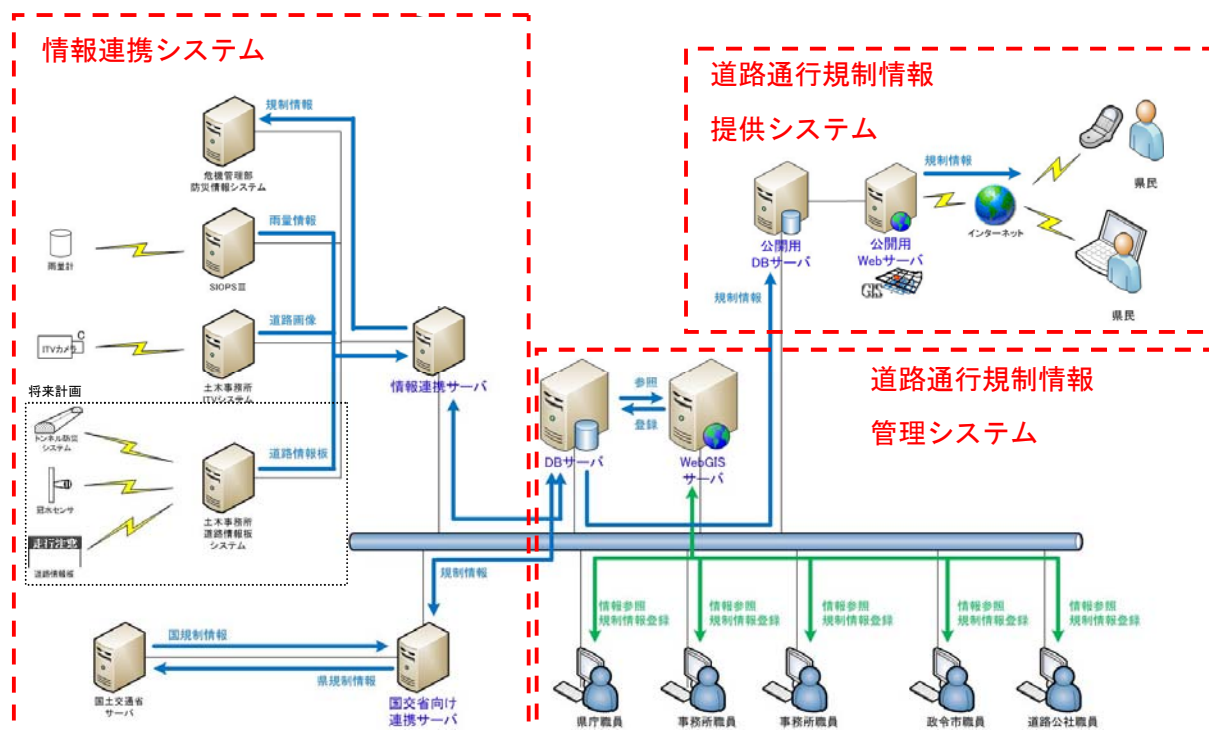 情報連携システム
規制情報
危機管理部
防災情報システム
雨量情報
雨量計
SIOPSⅢ
道路画像
ITVカメラ
C
土木事務所
ITVシステム
情報連携サーバ
将来計画
トンネル防災
システム
冠水センサ
走行注意
道路情報板
道路情報板
土木事務所
道路情報板
システム
規制情報
国規制情報
県規制情報
国土交通省
サーバ
国交省向け
連携サーバ
道路通行規制情報
提供システム
規制情報
県民
インターネット
公開用
DBサーバ
公開用
Webサーバ
GIS
規制情報
県民
道路通行規制情報
管理システム
参照
登録
DBサーバ
WebGIS
サーバ
情報参照
規制情報登録
情報参照
規制情報登録
情報参照
規制情報登録
情報参照
規制情報登録
情報参照
規制情報登録
県庁職員
事務所職員
事務所職員
政令市職員
道路公社職員